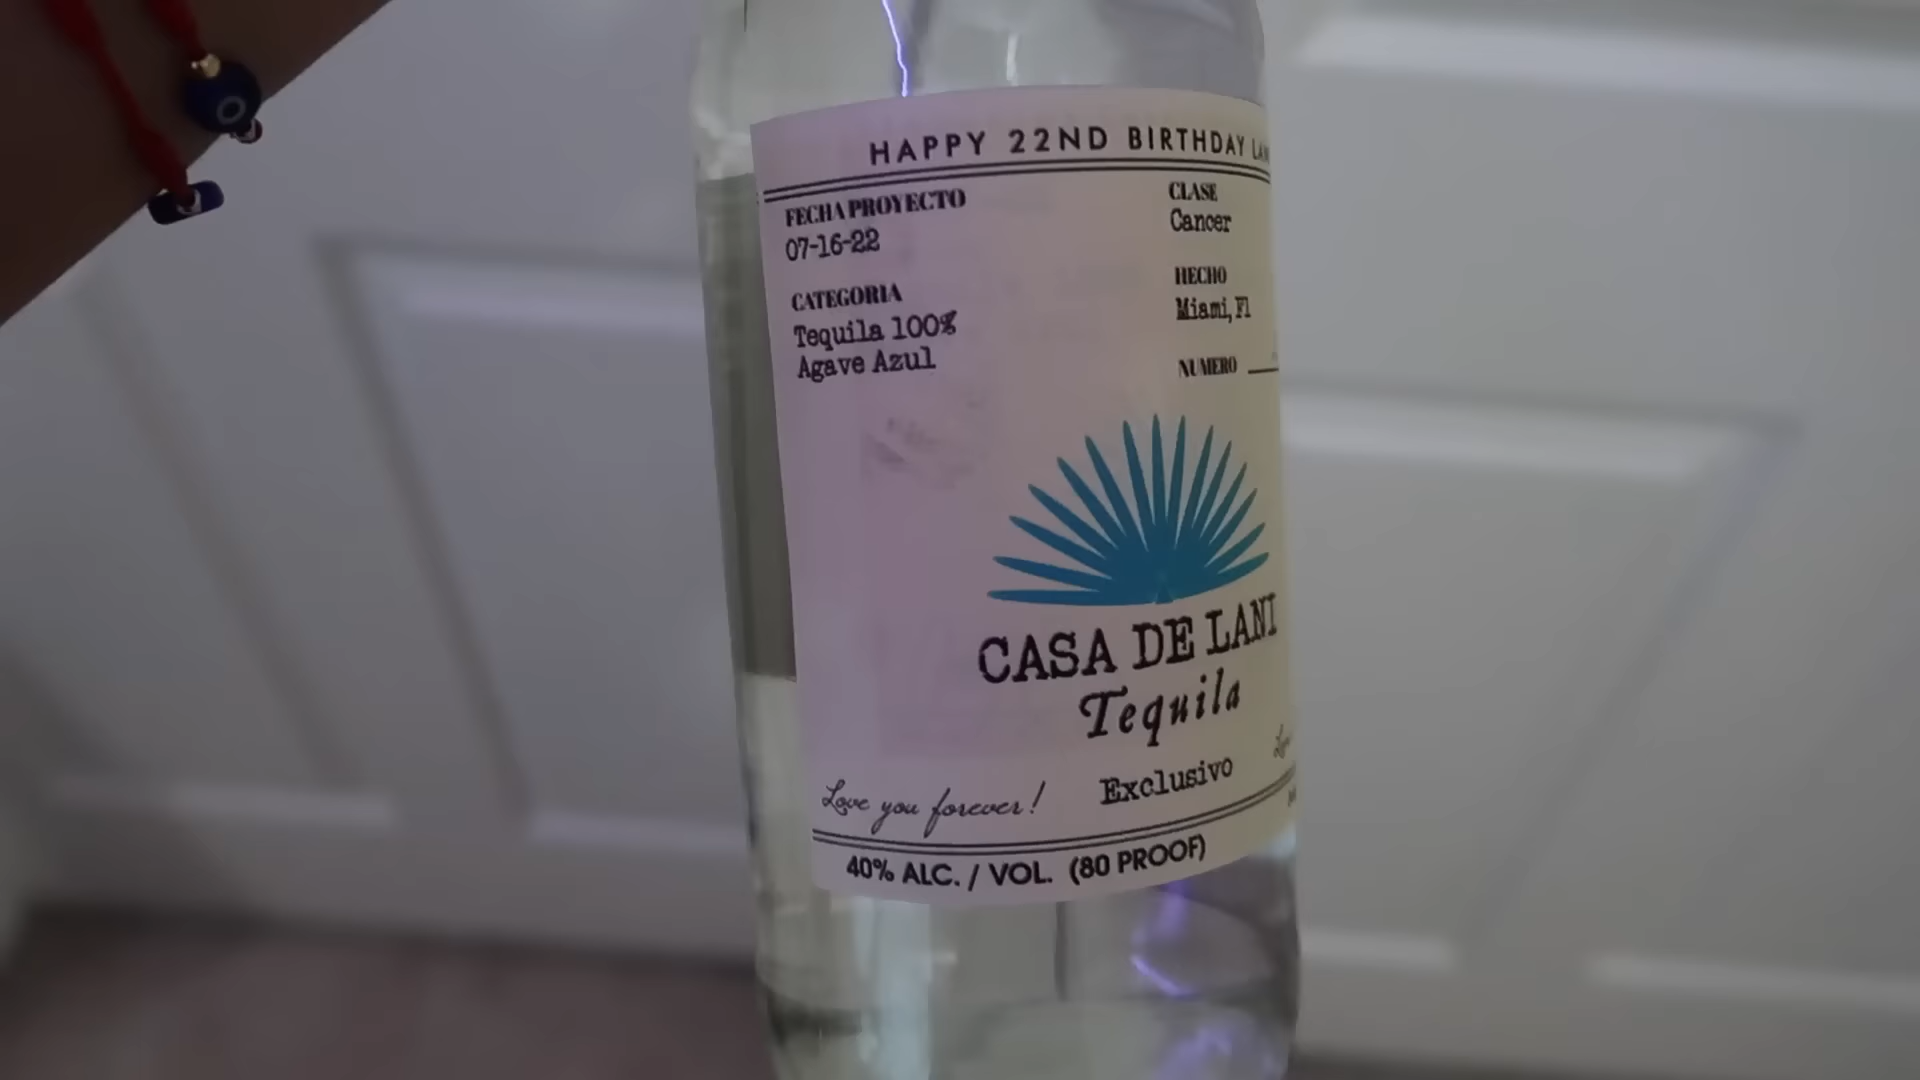 HAPPY 22ND BIRTHDAY
FECHA PROYECTO
07-16-22
CATEGORIA
Tequila 100%
Agave Azul
CLASE
Cancer
HECHO
Miami, Fl
NUMERO
CASA DE LANI
Tequila
Exclusivo
Love you forever!
40% ALC. / VOL. (80 PROOF)